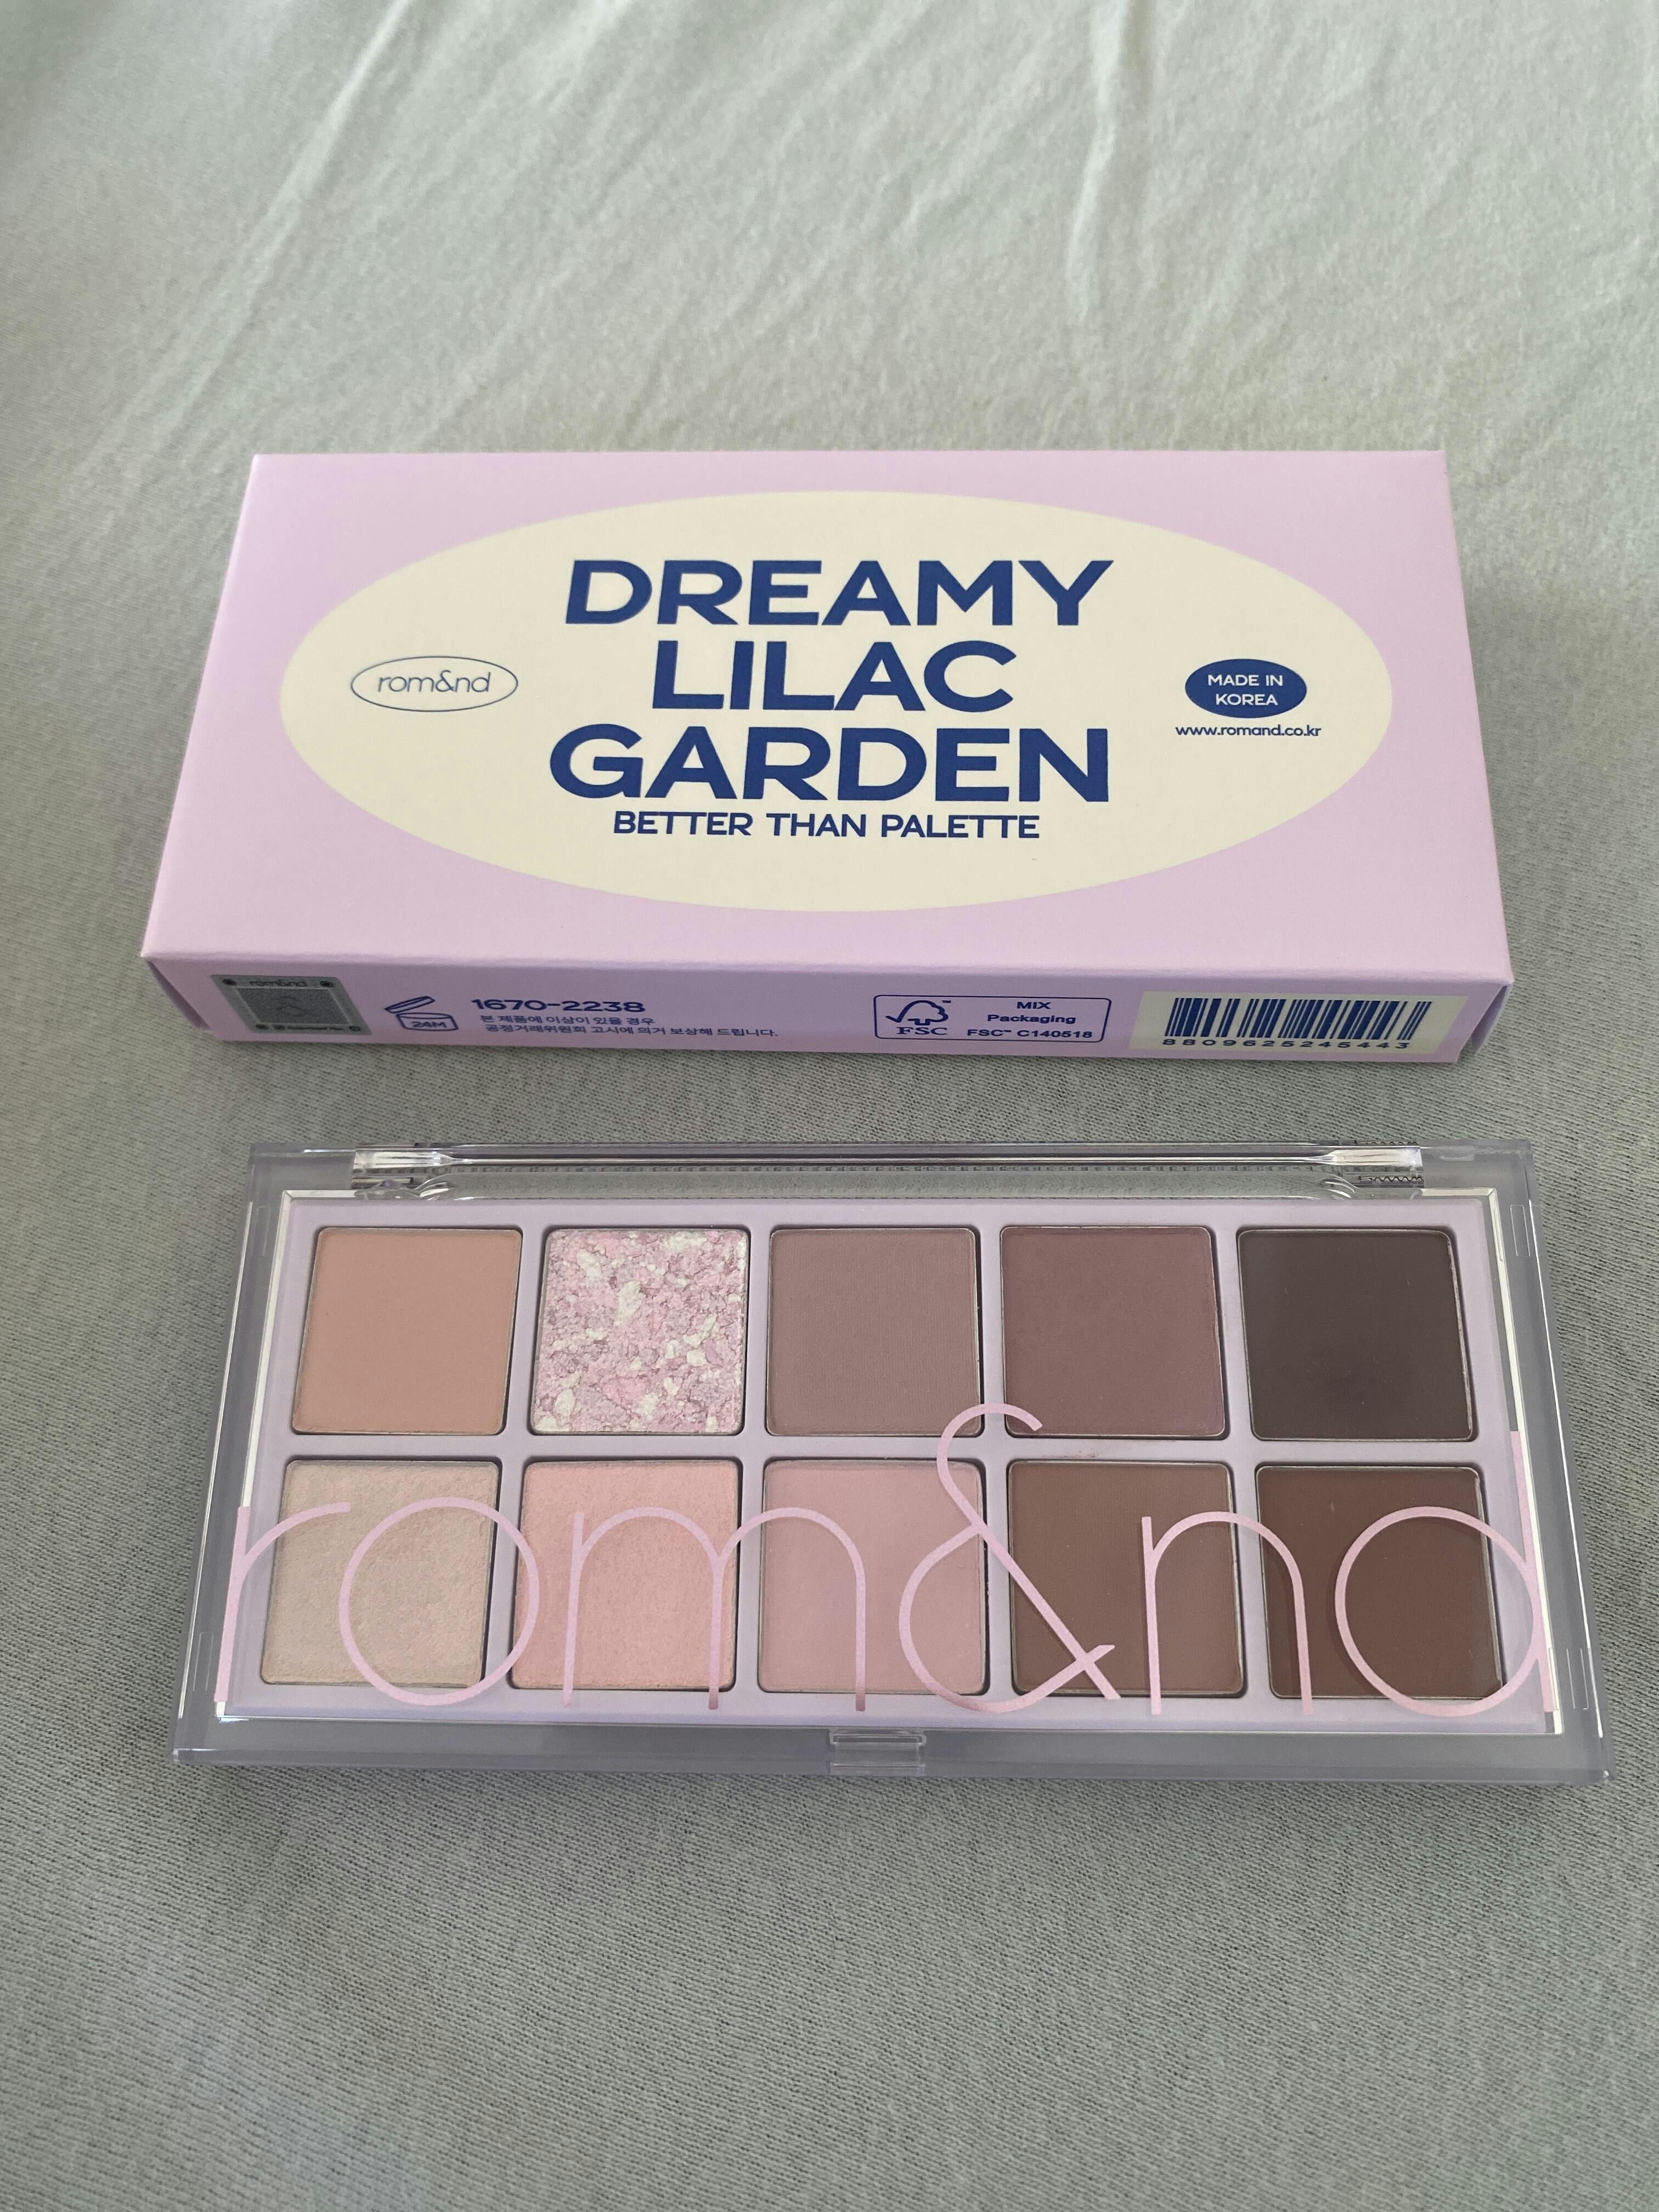 DREAMY
LILAC
GARDEN
BETTER THAN PALETTE
rom&nd
MADE IN
KOREA
www.romand.co.kr
rom&nd
24M
1670-2238
본 제품에 이상이 있을 경우
공정거래위원회 고시에 의거 보상해 드립니다.
FSC
MIX
Packaging
FSC™ C140518
8809625245443
rom&nd